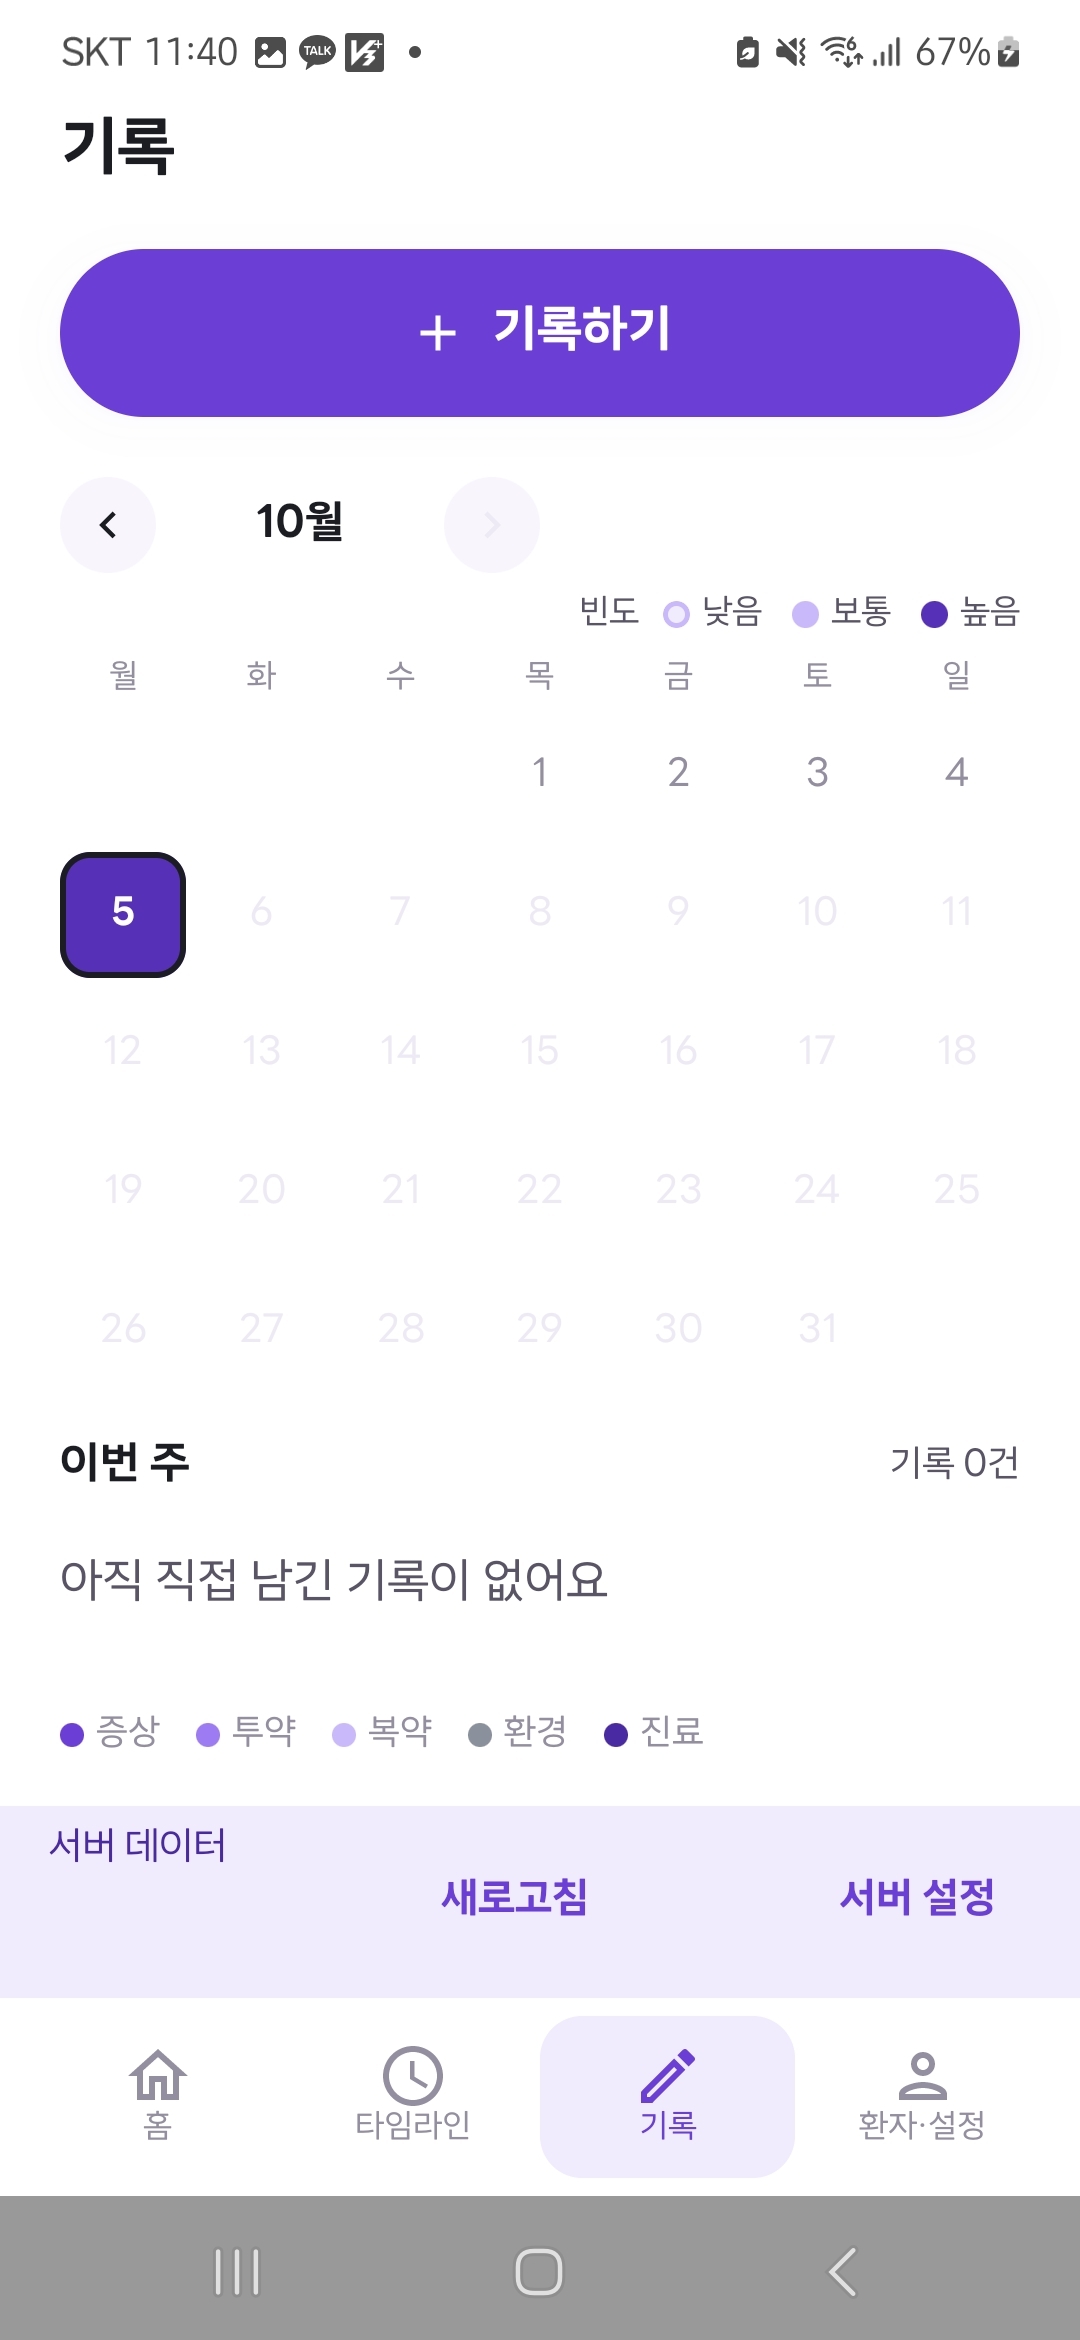 SKT 11:40 TALK V3+ 67%
기록
+ 기록하기
10월
빈도 낮음 보통 높음
월 화 수 목 금 토 일
1 2 3 4
5 6 7 8 9 10 11
12 13 14 15 16 17 18
19 20 21 22 23 24 25
26 27 28 29 30 31
이번 주 기록 0건
아직 직접 남긴 기록이 없어요
증상 투약 복약 환경 진료
서버 데이터
새로고침 서버 설정
홈 타임라인 기록 환자·설정